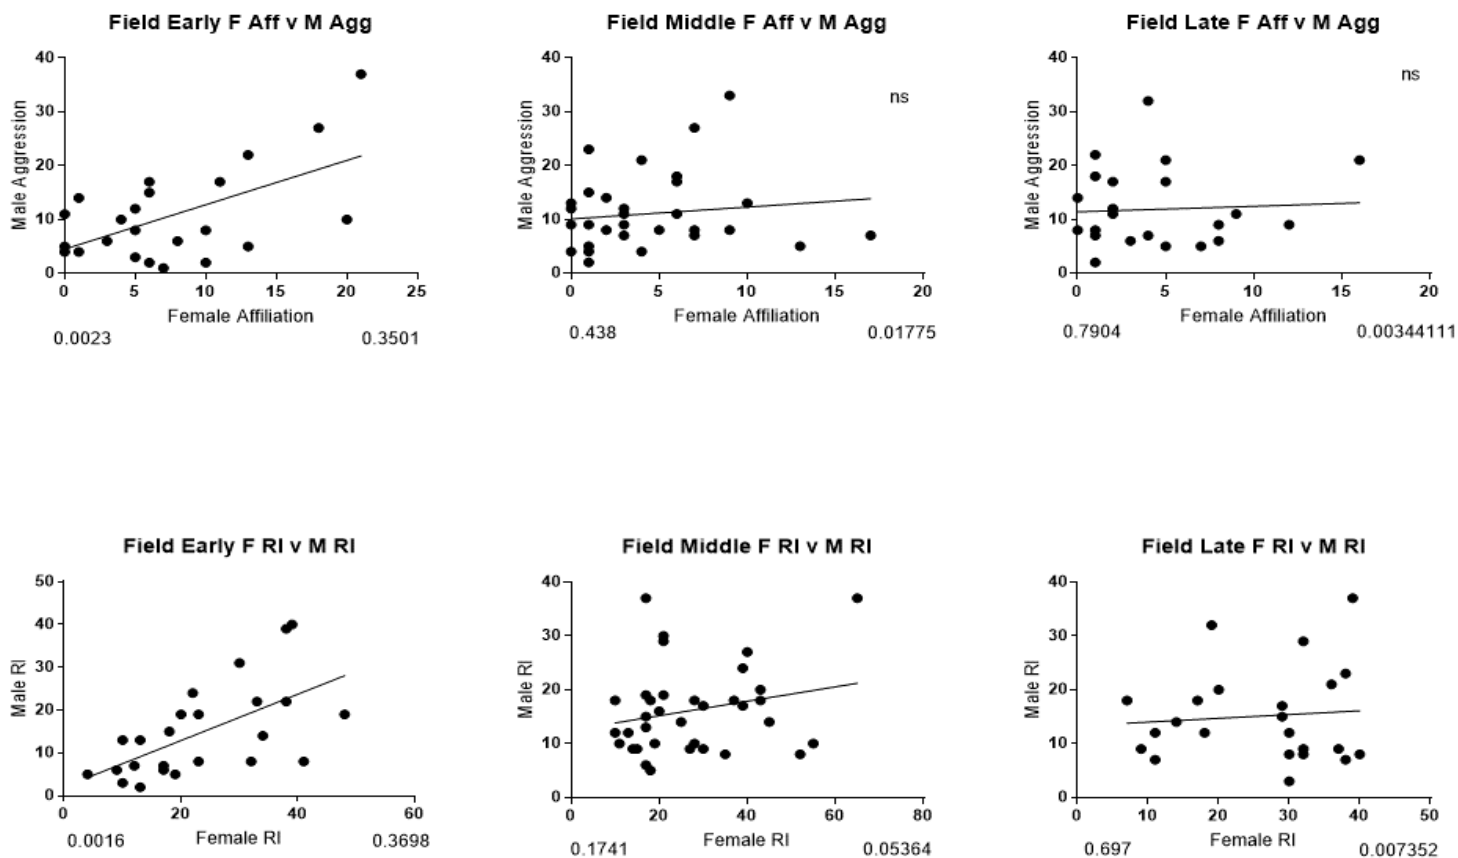 Field Early F Aff v M Agg
40
30
20
10
0
Male Aggression
0 5 10 15 20 25
Female Affiliation
0.0023 0.3501
Field Middle F Aff v M Agg
ns
40
30
20
10
0
Male Aggression
0 5 10 15 20
Female Affiliation
0.438 0.01775
Field Late F Aff v M Agg
ns
40
30
20
10
0
Male Aggression
0 5 10 15 20
Female Affiliation
0.7904 0.00344111
Field Early F RI v M RI
50
40
30
20
10
0
Male RI
0 20 40 60
Female RI
0.0016 0.3698
Field Middle F RI v M RI
40
30
20
10
0
Male RI
0 20 40 60 80
Female RI
0.1741 0.05364
Field Late F RI v M RI
40
30
20
10
0
Male RI
0 10 20 30 40 50
Female RI
0.697 0.007352